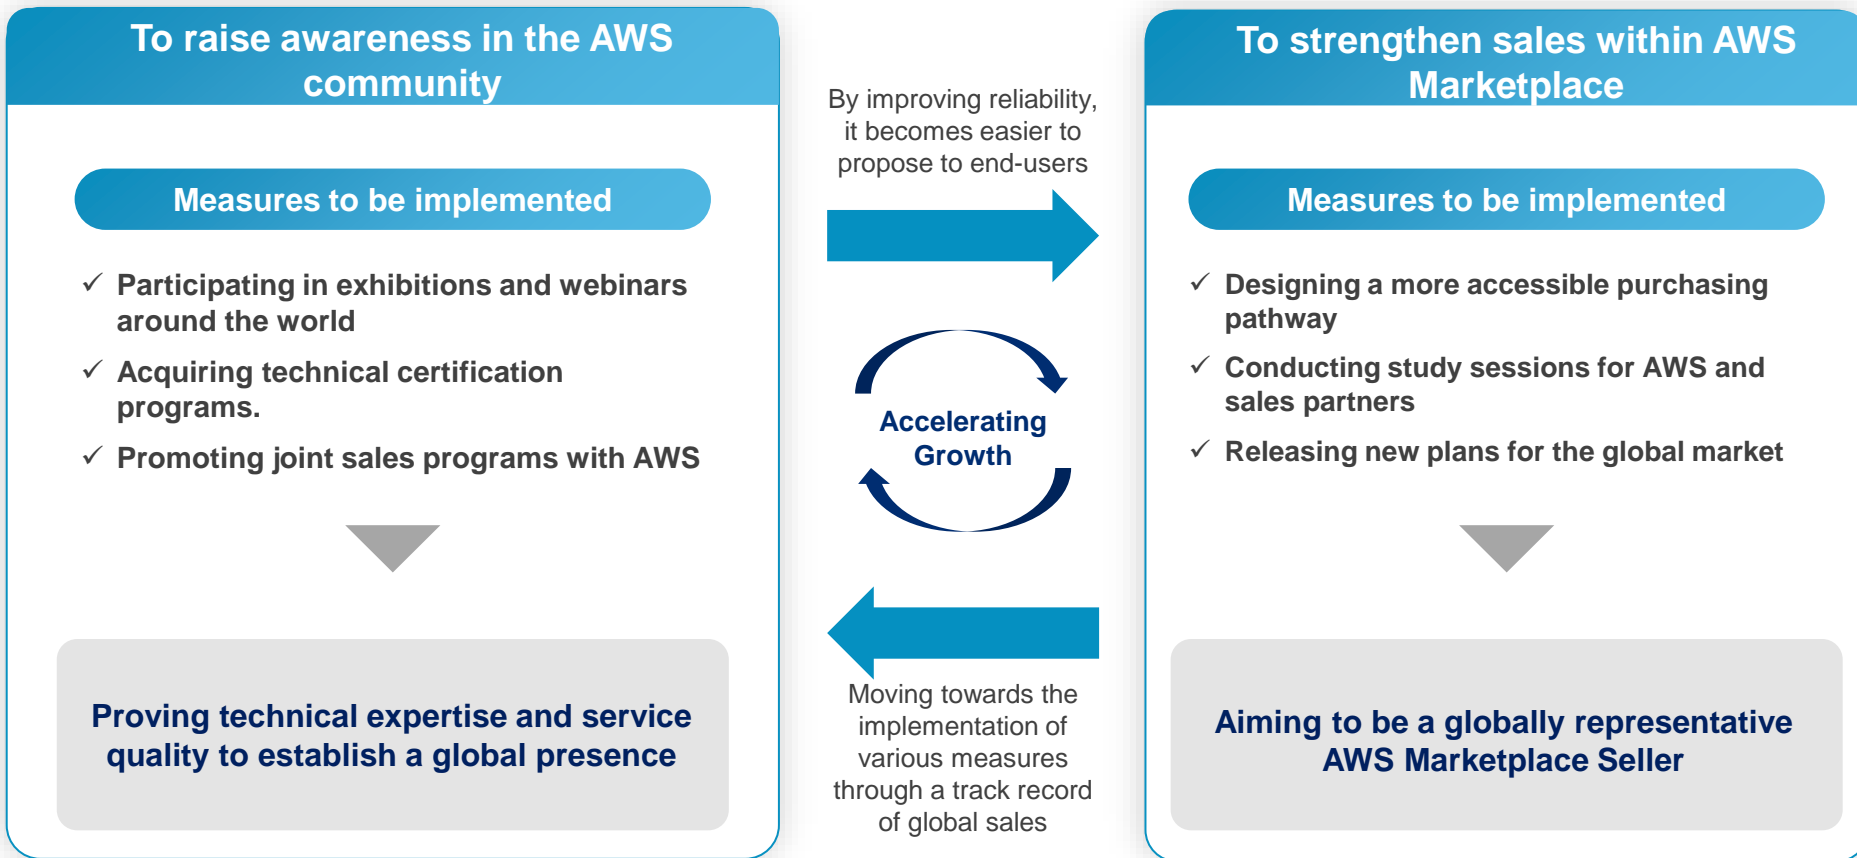 To raise awareness in the AWS
community
Measures to be implemented
✓ Participating in exhibitions and webinars
around the world
✓ Acquiring technical certification
programs.
✓ Promoting joint sales programs with AWS
Proving technical expertise and service
quality to establish a global presence
By improving reliability,
it becomes easier to
propose to end-users
Accelerating
Growth
Moving towards the
implementation of
various measures
through a track record
of global sales
To strengthen sales within AWS
Marketplace
Measures to be implemented
✓ Designing a more accessible purchasing
pathway
✓ Conducting study sessions for AWS and
sales partners
✓ Releasing new plans for the global market
Aiming to be a globally representative
AWS Marketplace Seller